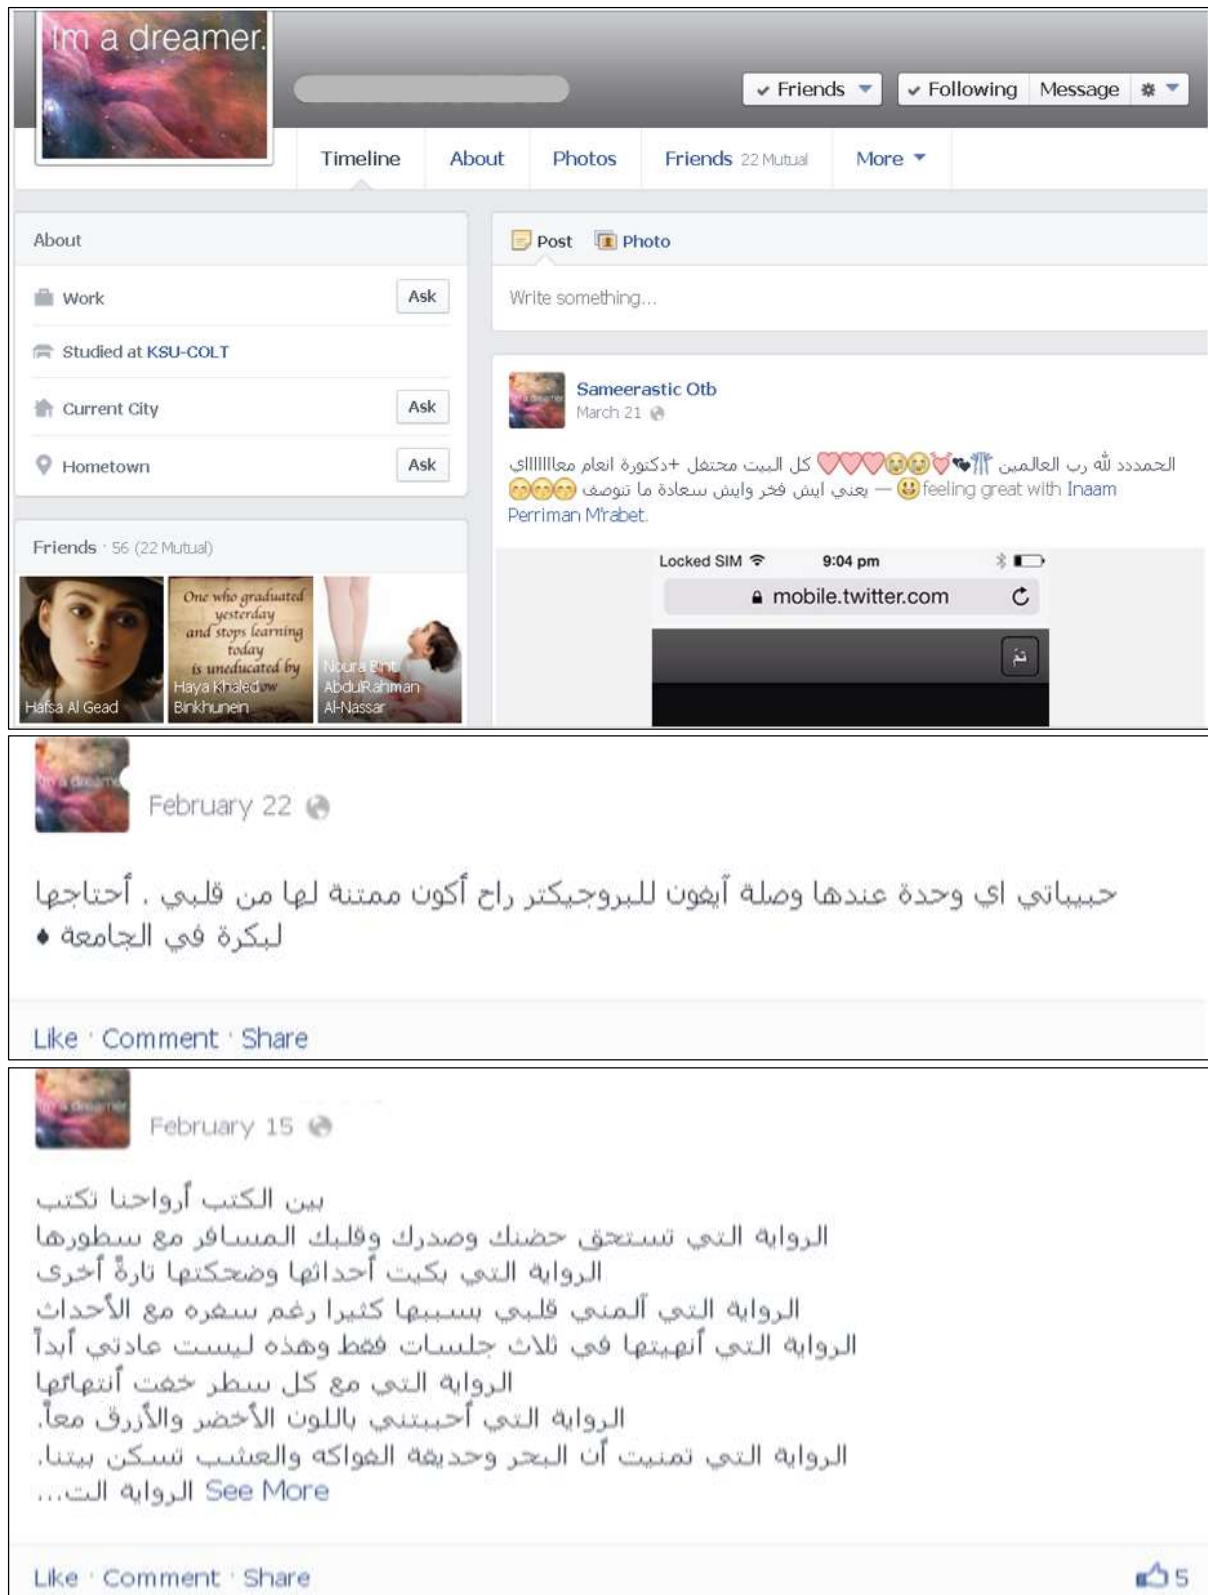 Im a dreamer.
Friends
Following
Message
Timeline
About
Photos
Friends 22 Mutual
More
About
Work
Ask
Studied at KSU-COLT
Current City
Ask
Hometown
Ask
Friends · 56 (22 Mutual)
Hafsa Al Gead
One who graduated
yesterday
and stops learning
today
is uneducated by
Haya Khaled
Binkhunein
Noura Bint
AbdulRahman
Al-Nassar
Post
Photo
Write something...
Sameerastic Otb
March 21
الحمددد لله رب العالمين كل البيت محتفل +دكتورة انعام معاااااااي
يعني ايش فخر وايش سعادة ما تنوصف — feeling great with Inaam
Perriman M'rabet.
Locked SIM
9:04 pm
mobile.twitter.com
تمّ
February 22
حبيباتي اي وحدة عندها وصلة آيفون للبروجيكتر راح أكون ممتنة لها من قلبي . أحتاجها
لبكرة في الجامعة ♦
Like · Comment · Share
February 15
بين الكتب أرواحنا تكتب
الرواية التي تستحق حضنك وصدرك وقلبك المسافر مع سطورها
الرواية التي بكيت أحداثها وضحكتها تارةً أخرى
الرواية التي آلمني قلبي بسببها كثيرا رغم سفره مع الأحداث
الرواية التي أنهيتها في ثلاث جلسات فقط وهذه ليست عادتي أبداً
الرواية التي مع كل سطر خفت أنتهائها
الرواية التي أحببتني باللون الأخضر والأزرق معاً.
الرواية التي تمنيت أن البحر وحديقة الفواكه والعشب تسكن بيتنا.
الرواية الت... See More
Like · Comment · Share
5